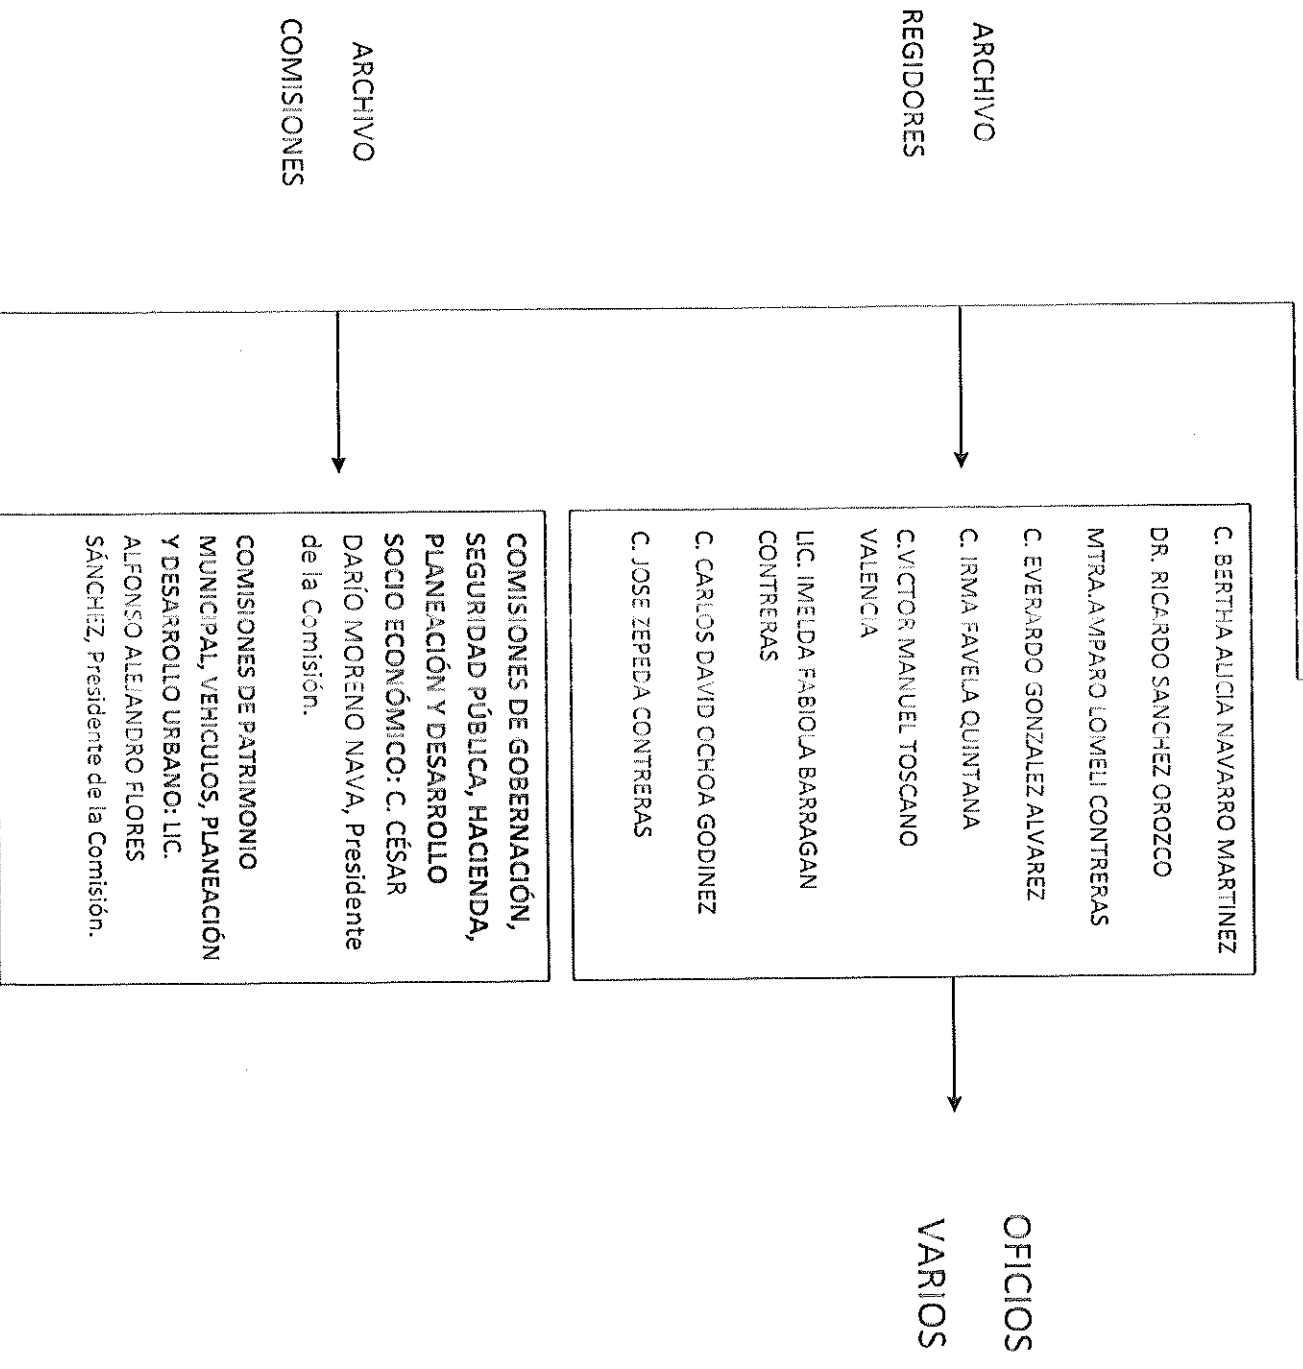 ARCHIVO
REGIDORES
C. BERTHA ALICIA NAVARRO MARTINEZ
DR. RICARDO SANCHEZ OROZCO
MTRA.AMPARO LOMELI CONTRERAS
C. EVERARDO GONZALEZ ALVAREZ
C. IRMA FAVELA QUINTANA
C.VICTOR MANUEL TOSCANO
VALENCIA
LIC. IMELDA FABIOLA BARRAGAN
CONTRERAS
C. CARLOS DAVID OCHOA GODINEZ
C. JOSE ZEPEDA CONTRERAS
OFICIOS
VARIOS
ARCHIVO
COMISIONES
COMISIONES DE GOBERNACIÓN,
SEGURIDAD PÚBLICA, HACIENDA,
PLANEACIÓN Y DESARROLLO
SOCIO ECONÓMICO: C. CÉSAR
DARÍO MORENO NAVA, Presidente
de la Comisión.
COMISIONES DE PATRIMONIO
MUNICIPAL, VEHICULOS, PLANEACIÓN
Y DESARROLLO URBANO: LIC.
ALFONSO ALEJANDRO FLORES
SÁNCHEZ, Presidente de la Comisión.